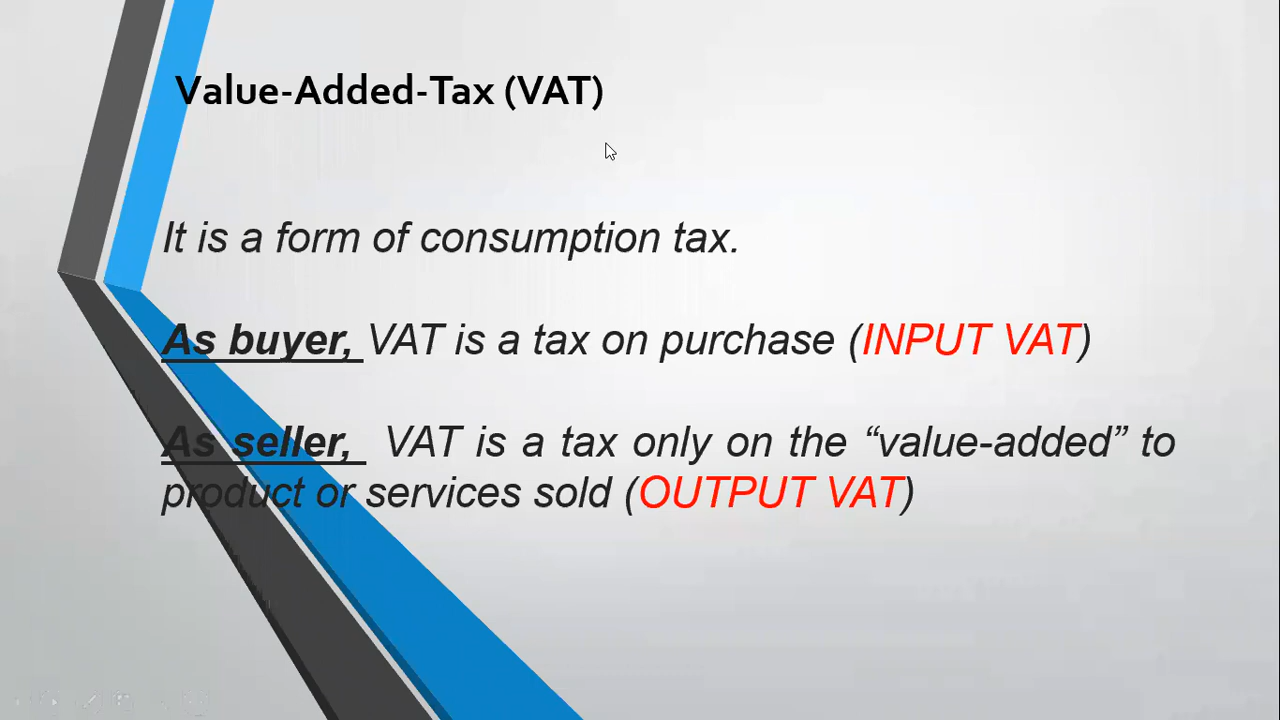 Value-Added-Tax (VAT)
It is a form of consumption tax.
As buyer, VAT is a tax on purchase (INPUT VAT)
As seller, VAT is a tax only on the “value-added” to
product or services sold (OUTPUT VAT)